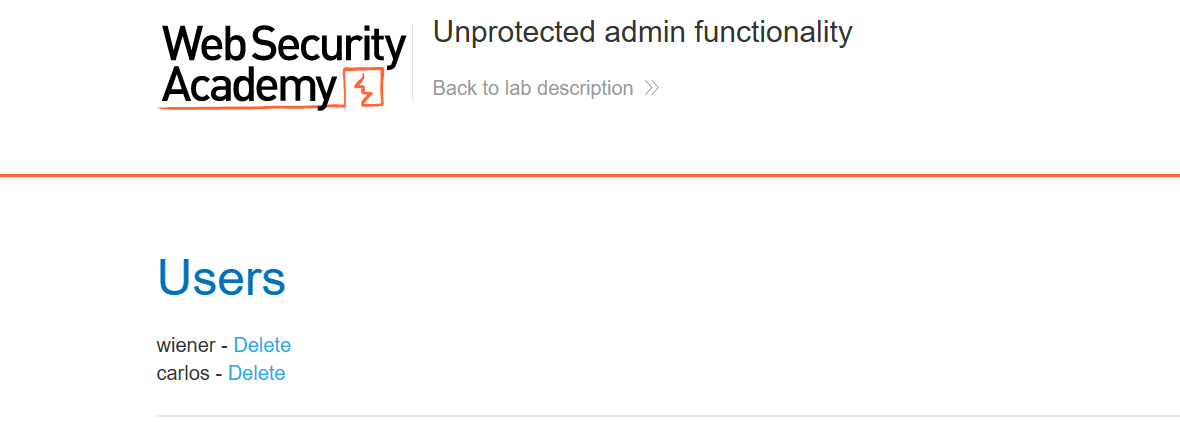 Web Security
Academy
Unprotected admin functionality
Back to lab description
Users
wiener - Delete
carlos - Delete